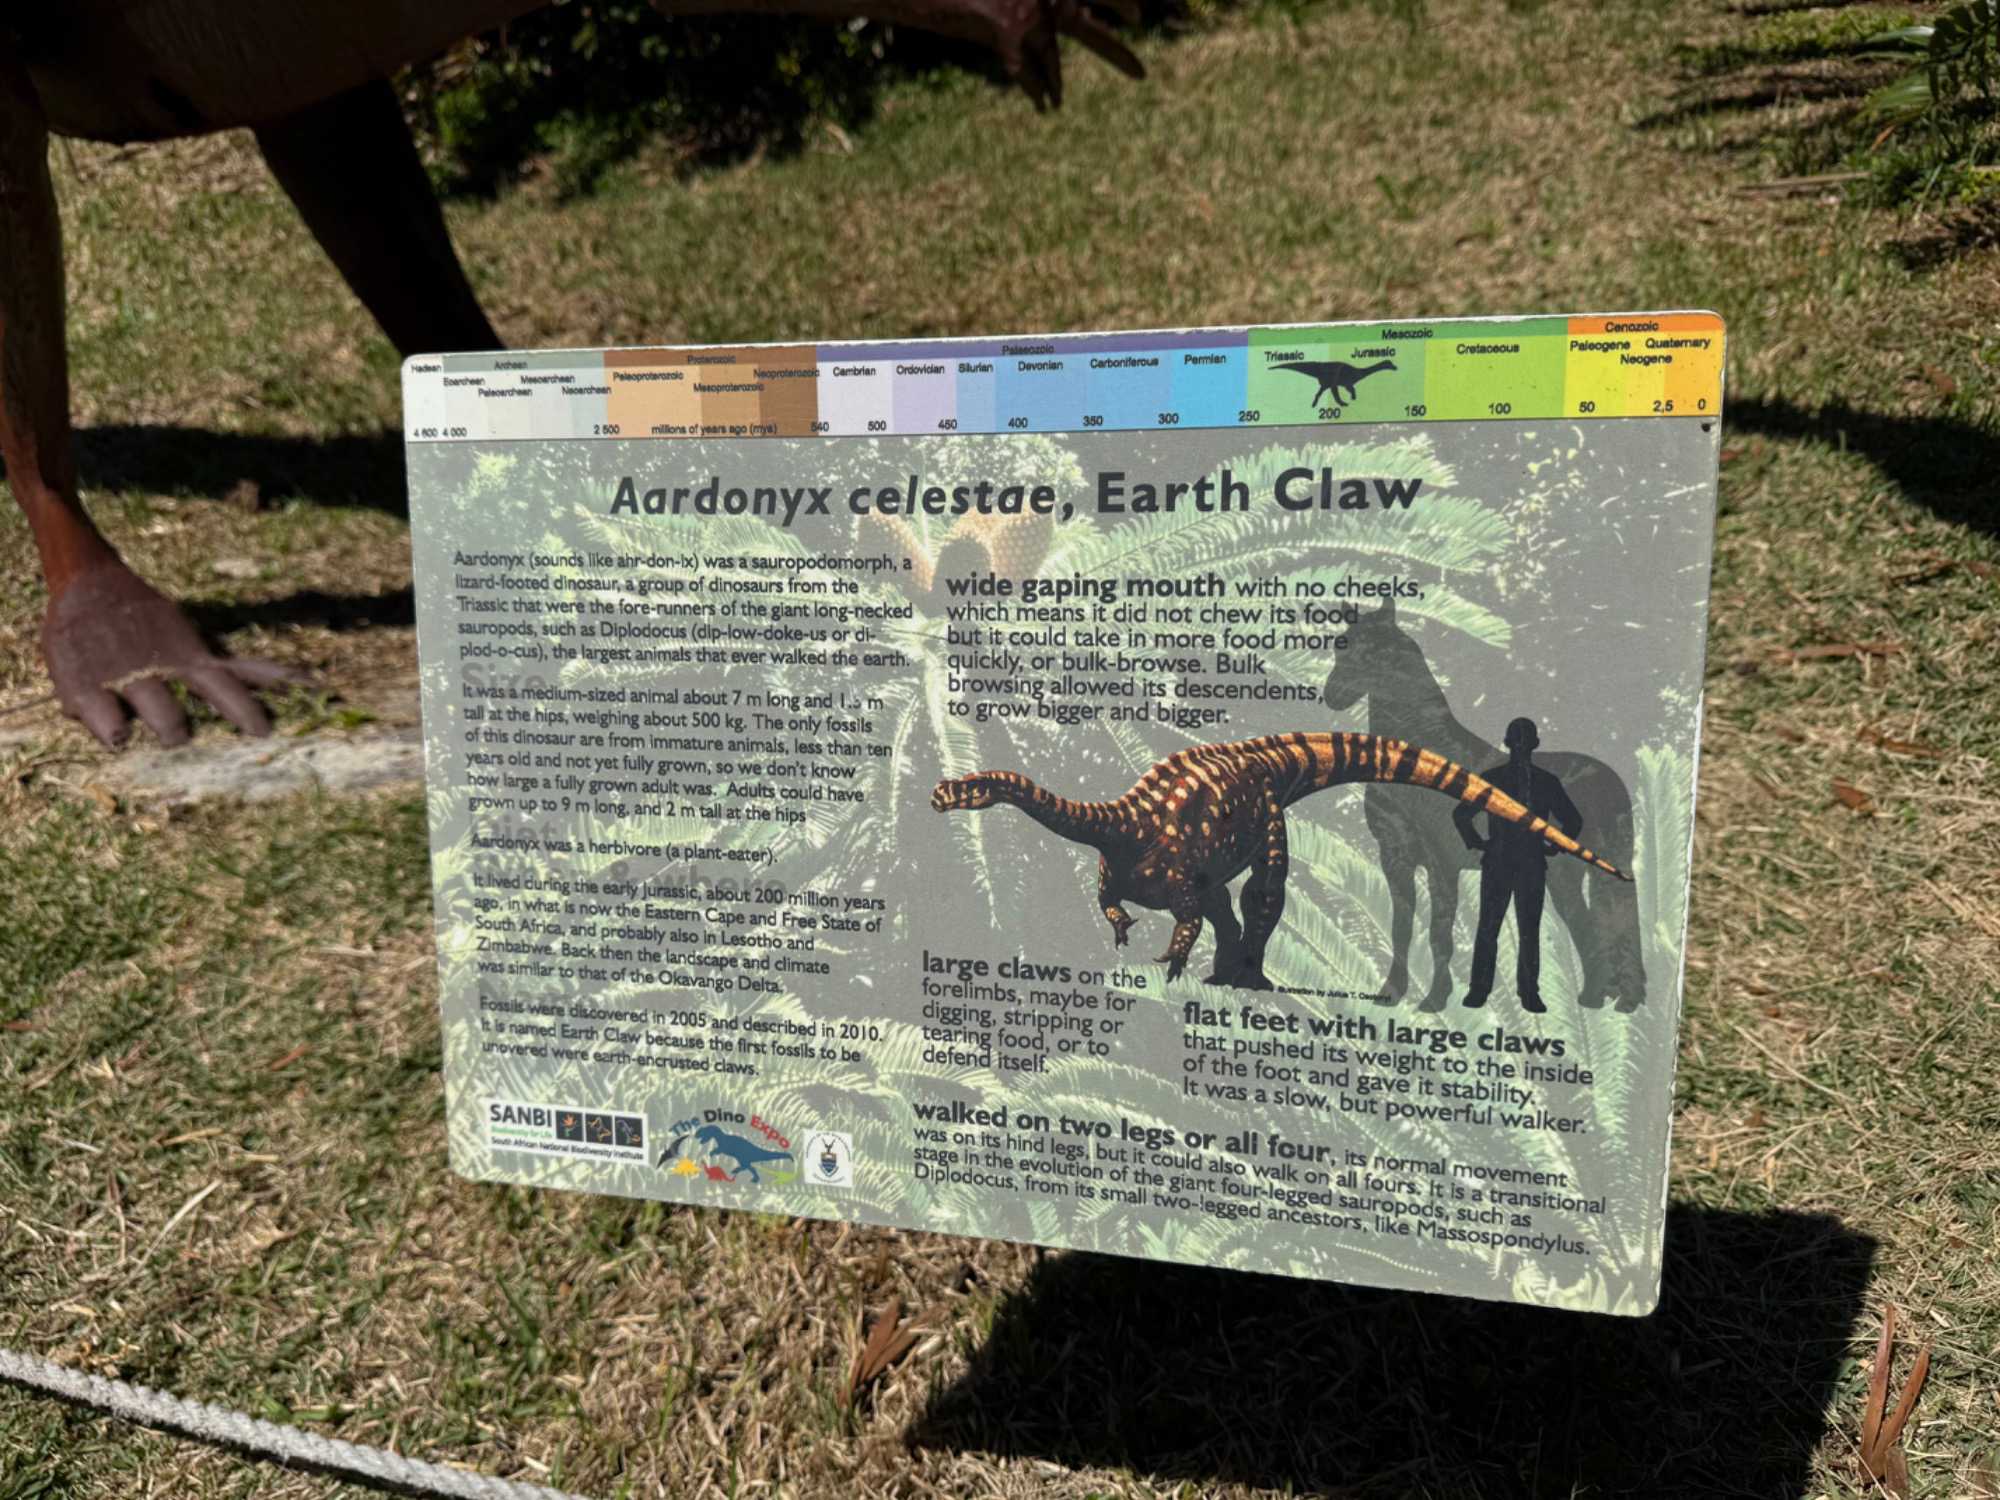 Hadean Archean Proterozoic Palaeozoic Mesozoic Cenozoic
Eoarchean Mesoarchean Paleoproterozoic Neoproterozoic Cambrian Ordovician Silurian Devonian Carboniferous Permian Triassic Jurassic Cretaceous Paleogene Quaternary
Paleoarchean Neoarchean Mesoproterozoic Neogene
4 600 4 000 2 500 millions of years ago (mya) 540 500 450 400 350 300 250 200 150 100 50 2,5 0
Aardonyx celestae, Earth Claw
Aardonyx (sounds like ahr-don-ix) was a sauropodomorph, a
lizard-footed dinosaur, a group of dinosaurs from the
Triassic that were the fore-runners of the giant long-necked
sauropods, such as Diplodocus (dip-low-doke-us or di-
plod-o-cus), the largest animals that ever walked the earth.
Size
It was a medium-sized animal about 7 m long and 1.5 m
tall at the hips, weighing about 500 kg. The only fossils
of this dinosaur are from immature animals, less than ten
years old and not yet fully grown, so we don't know
how large a fully grown adult was. Adults could have
grown up to 9 m long, and 2 m tall at the hips
Diet
Aardonyx was a herbivore (a plant-eater).
& where
It lived during the early Jurassic, about 200 million years
ago, in what is now the Eastern Cape and Free State of
South Africa, and probably also in Lesotho and
Zimbabwe. Back then the landscape and climate
was similar to that of the Okavango Delta.
Fossils were discovered in 2005 and described in 2010.
It is named Earth Claw because the first fossils to be
unovered were earth-encrusted claws.
wide gaping mouth with no cheeks,
which means it did not chew its food
but it could take in more food more
quickly, or bulk-browse. Bulk
browsing allowed its descendents,
to grow bigger and bigger.
Illustration by Julius T.
large claws on the
forelimbs, maybe for
digging, stripping or
tearing food, or to
defend itself.
flat feet with large claws
that pushed its weight to the inside
of the foot and gave it stability.
It was a slow, but powerful walker.
walked on two legs or all four, its normal movement
was on its hind legs, but it could also walk on all fours. It is a transitional
stage in the evolution of the giant four-legged sauropods, such as
Diplodocus, from its small two-legged ancestors, like Massospondylus.
SANBI
Biodiversity for Life
South African National Biodiversity Institute
The Dino Expo